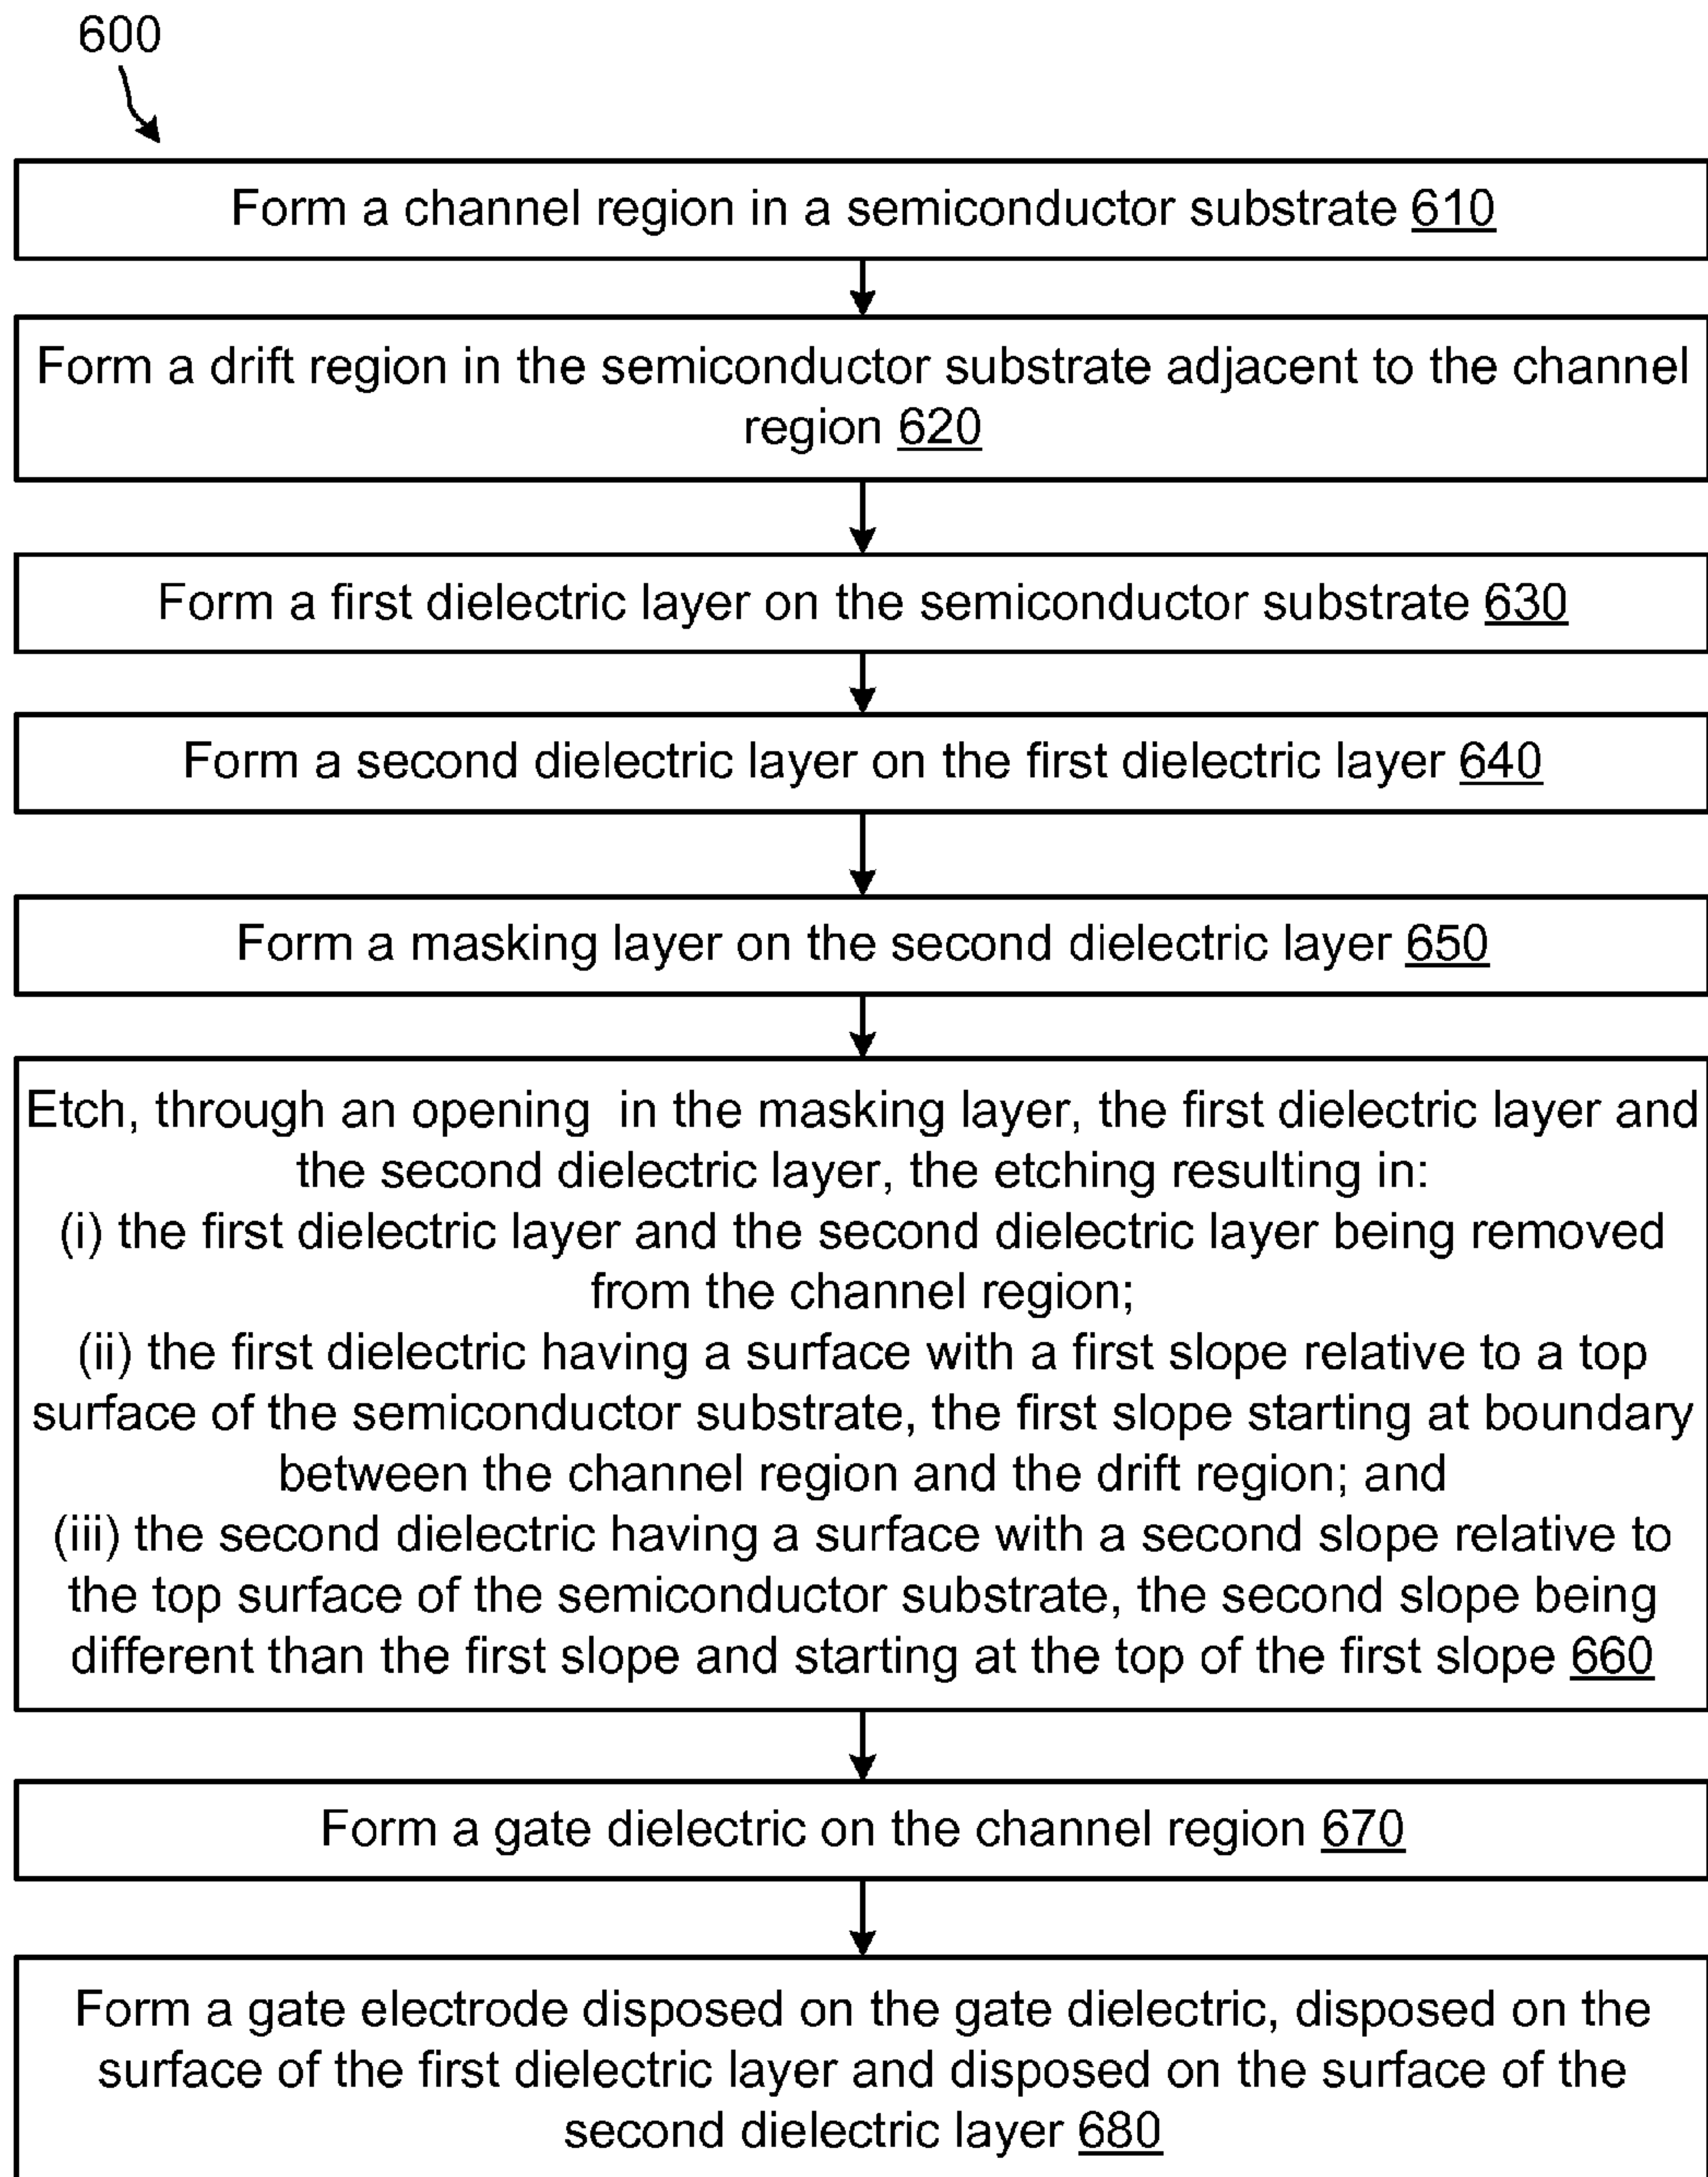 600
Form a channel region in a semiconductor substrate 610
Form a drift region in the semiconductor substrate adjacent to the channel
region 620
Form a first dielectric layer on the semiconductor substrate 630
Form a second dielectric layer on the first dielectric layer 640
Form a masking layer on the second dielectric layer 650
Etch, through an opening in the masking layer, the first dielectric layer and
the second dielectric layer, the etching resulting in:
(i) the first dielectric layer and the second dielectric layer being removed
from the channel region;
(ii) the first dielectric having a surface with a first slope relative to a top
surface of the semiconductor substrate, the first slope starting at boundary
between the channel region and the drift region; and
(iii) the second dielectric having a surface with a second slope relative to
the top surface of the semiconductor substrate, the second slope being
different than the first slope and starting at the top of the first slope 660
Form a gate dielectric on the channel region 670
Form a gate electrode disposed on the gate dielectric, disposed on the
surface of the first dielectric layer and disposed on the surface of the
second dielectric layer 680